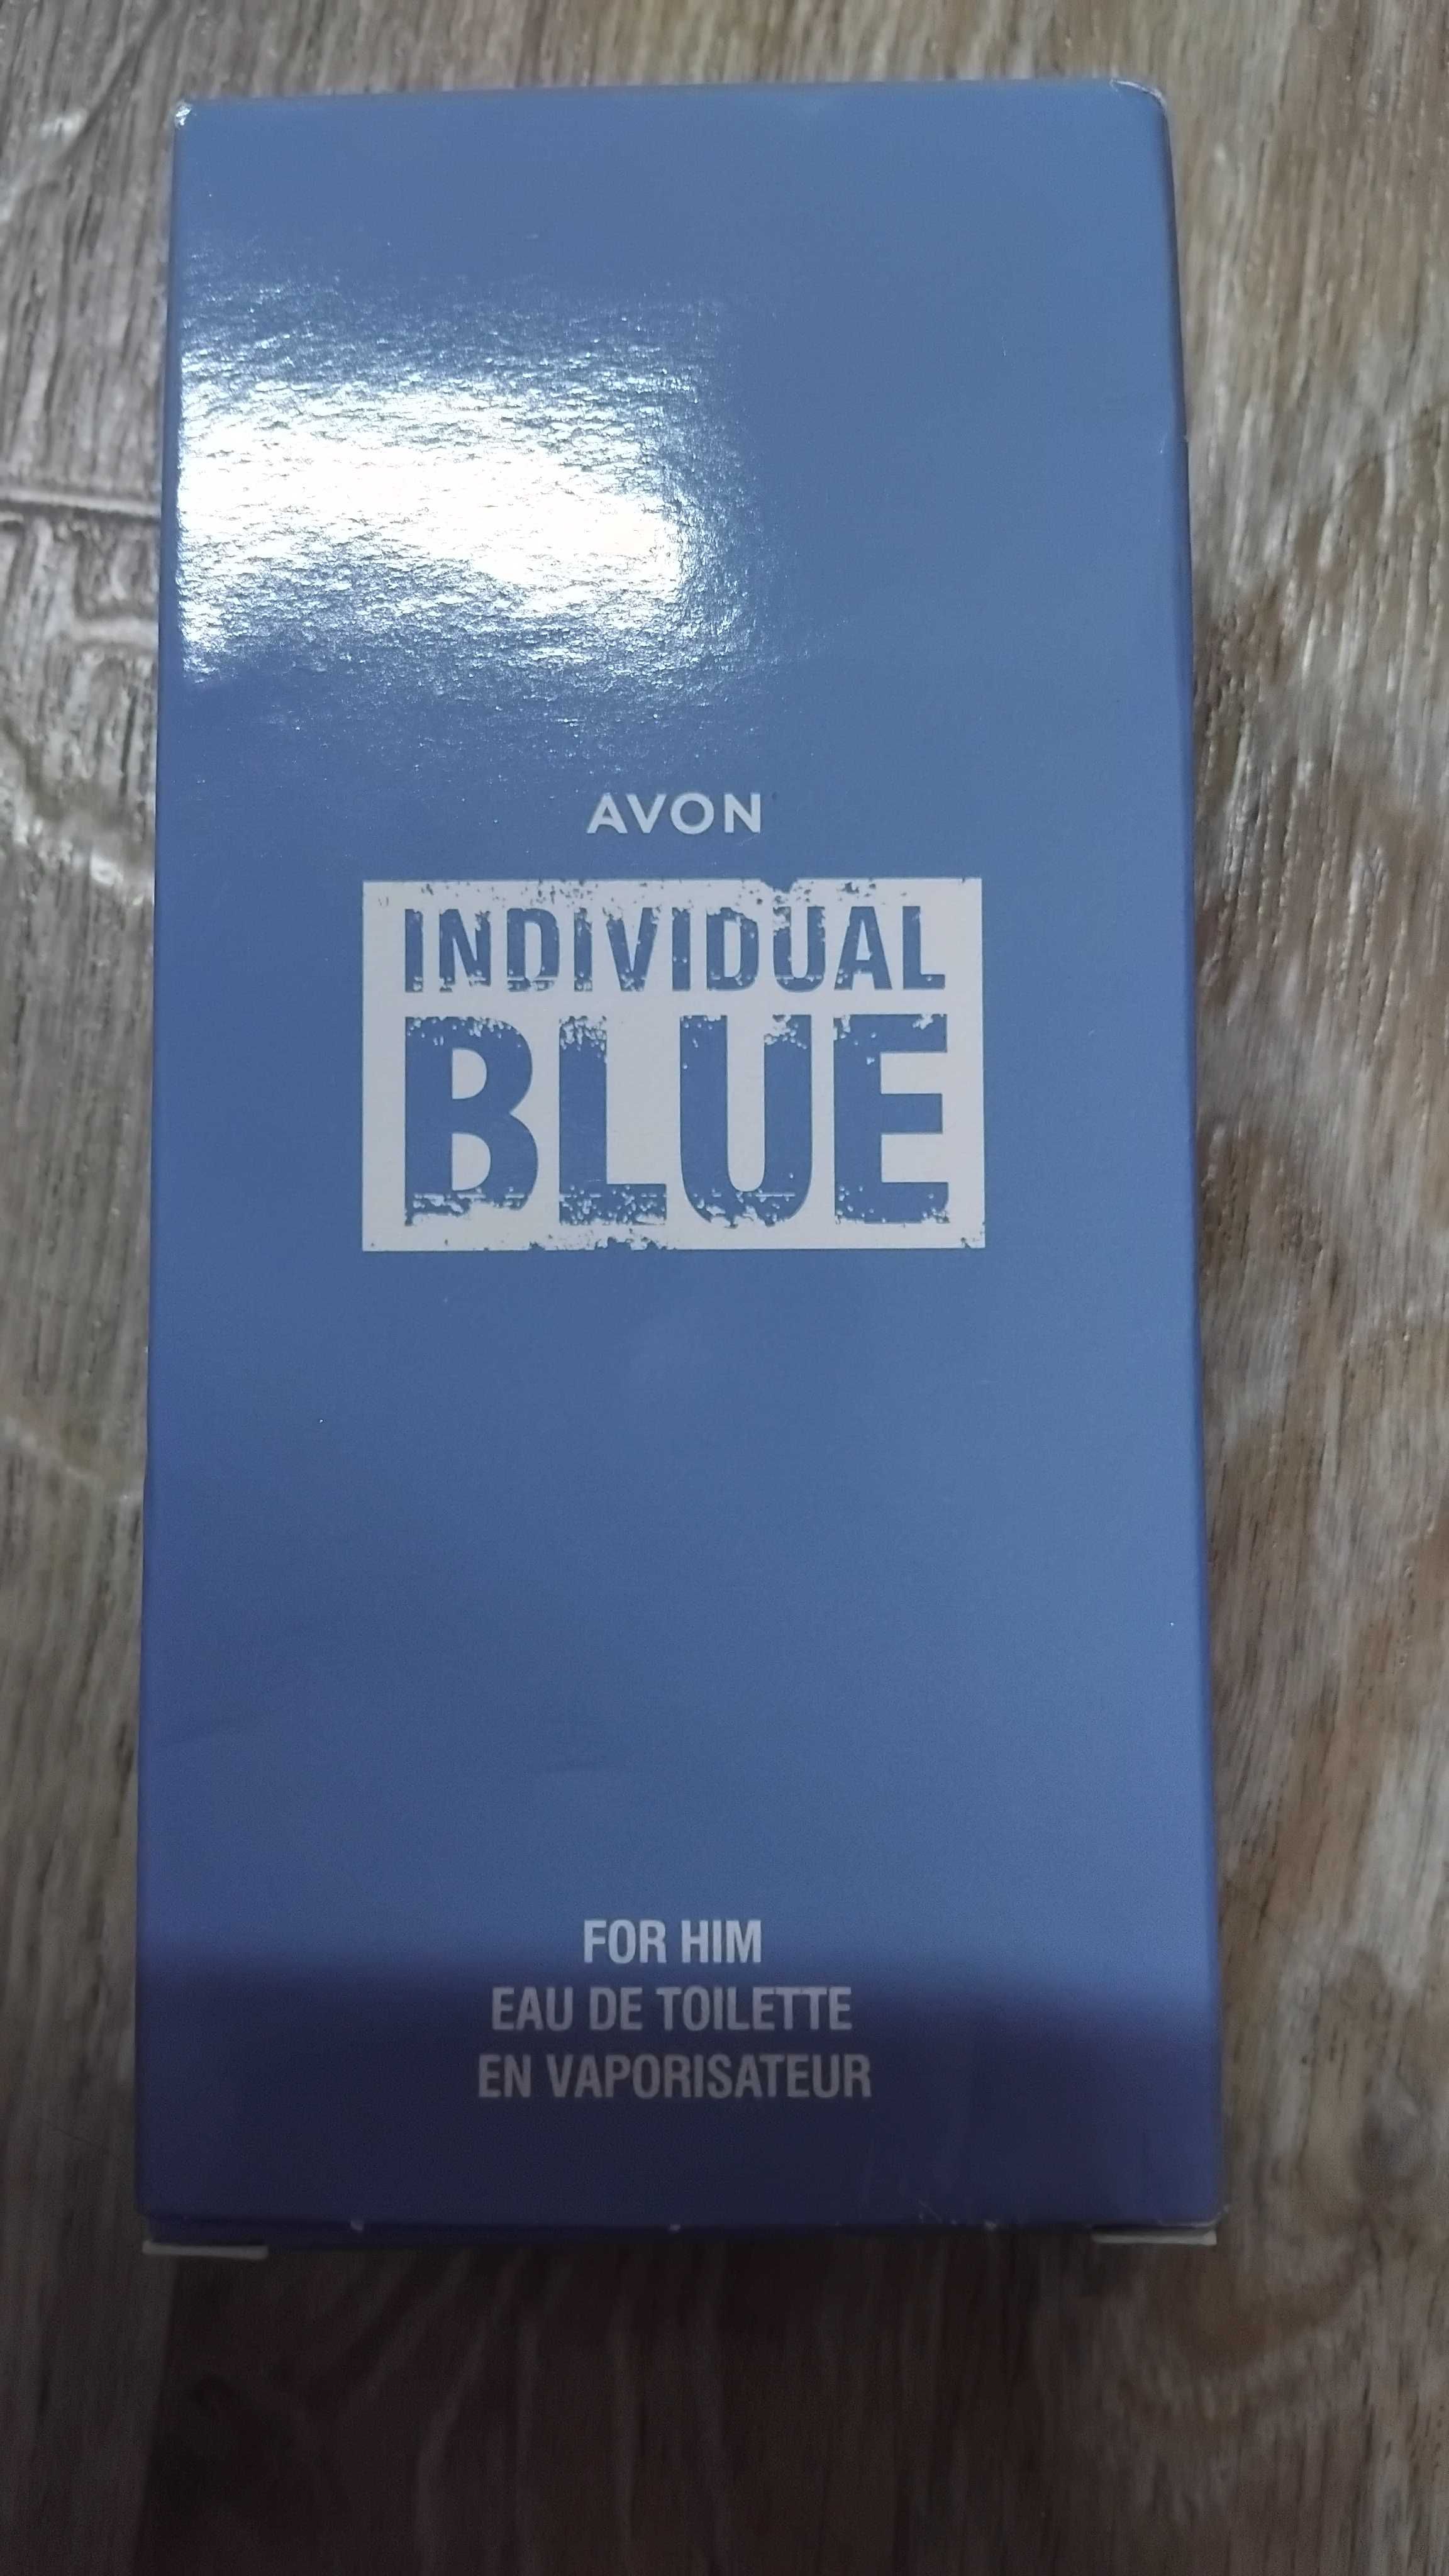 AVON
INDIVIDUAL
BLUE
FOR HIM
EAU DE TOILETTE
EN VAPORISATEUR